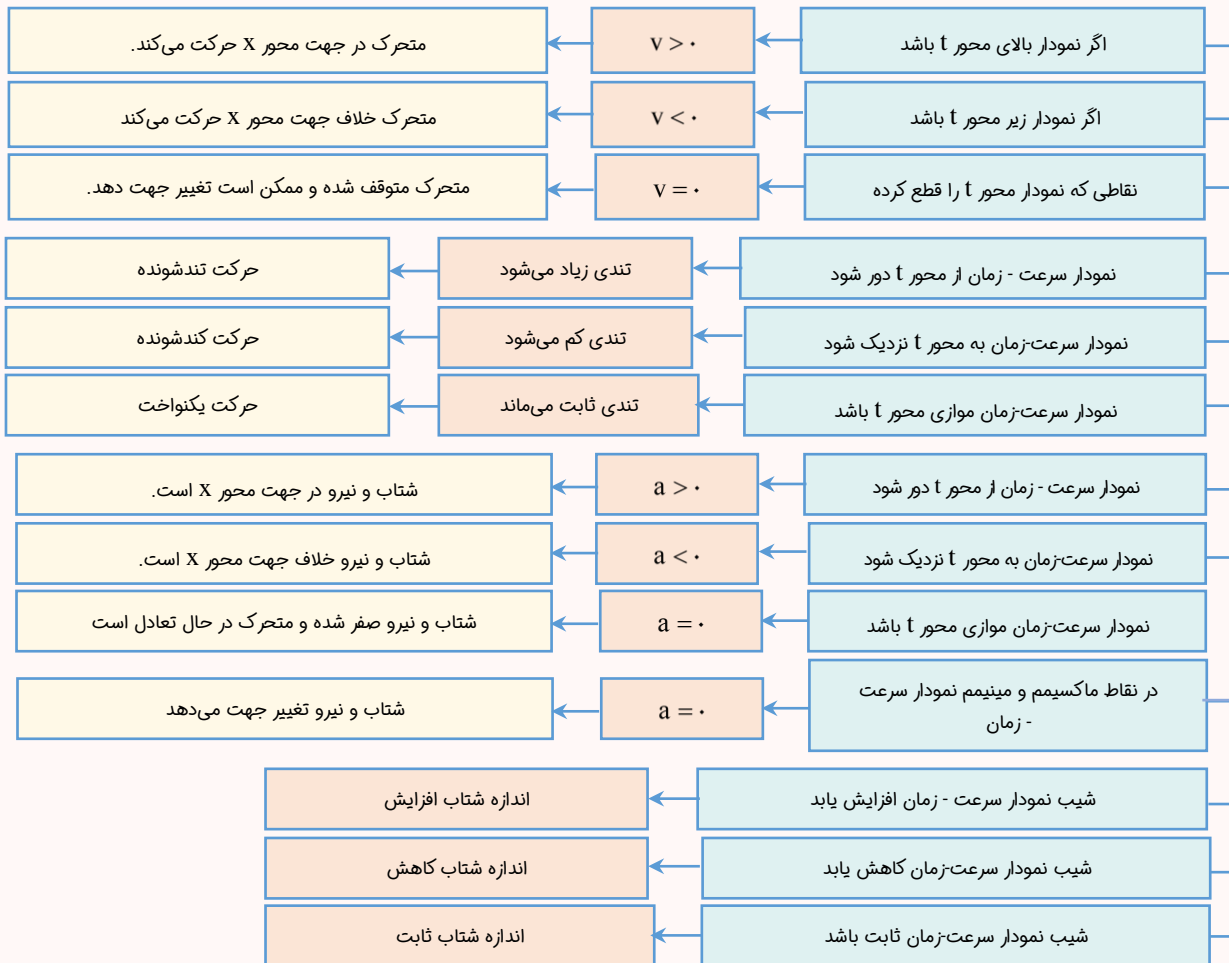 اگر نمودار بالای محور t باشد
v > ۰
متحرک در جهت محور x حرکت می‌کند.
اگر نمودار زیر محور t باشد
v < ۰
متحرک خلاف جهت محور x حرکت می‌کند
نقاطی که نمودار محور t را قطع کرده
v = ۰
متحرک متوقف شده و ممکن است تغییر جهت دهد.
نمودار سرعت - زمان از محور t دور شود
تندی زیاد می‌شود
حرکت تندشونده
نمودار سرعت-زمان به محور t نزدیک شود
تندی کم می‌شود
حرکت کندشونده
نمودار سرعت-زمان موازی محور t باشد
تندی ثابت می‌ماند
حرکت یکنواخت
نمودار سرعت - زمان از محور t دور شود
a > ۰
شتاب و نیرو در جهت محور x است.
نمودار سرعت-زمان به محور t نزدیک شود
a < ۰
شتاب و نیرو خلاف جهت محور x است.
نمودار سرعت-زمان موازی محور t باشد
a = ۰
شتاب و نیرو صفر شده و متحرک در حال تعادل است
در نقاط ماکسیمم و مینیمم نمودار سرعت
- زمان
a = ۰
شتاب و نیرو تغییر جهت می‌دهد
شیب نمودار سرعت - زمان افزایش یابد
اندازه شتاب افزایش
شیب نمودار سرعت-زمان کاهش یابد
اندازه شتاب کاهش
شیب نمودار سرعت-زمان ثابت باشد
اندازه شتاب ثابت